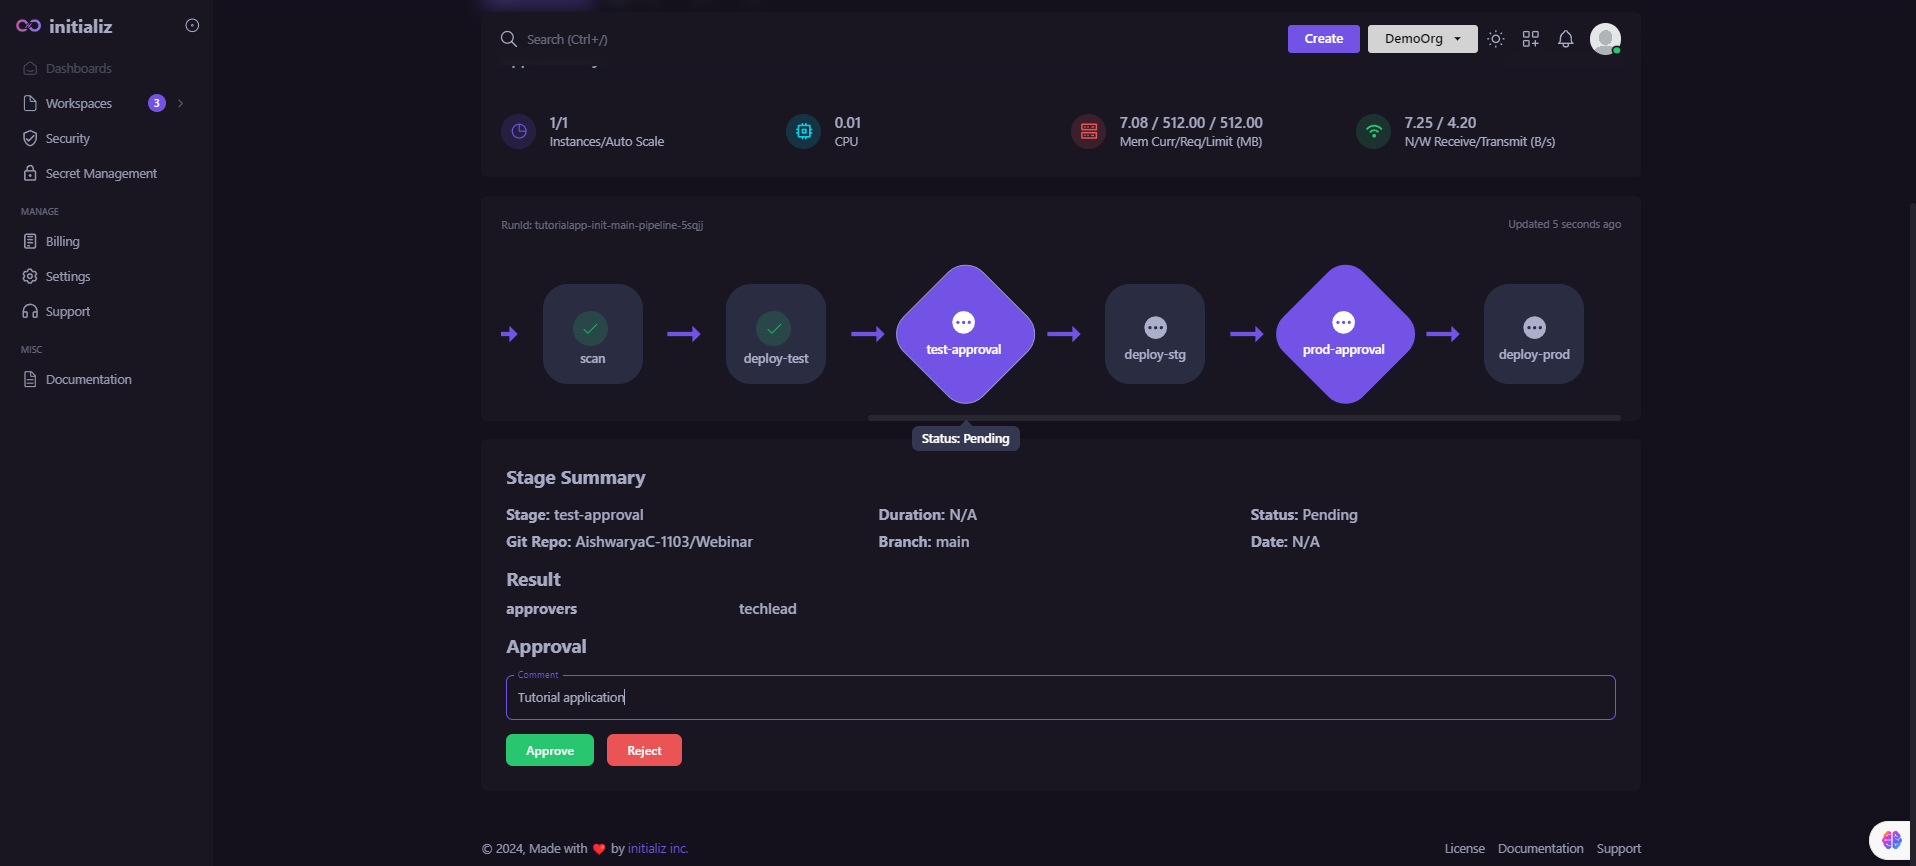 initializ
Search (Ctrl+/)
Create
DemoOrg
Dashboards
Workspaces 3
Security
Secret Management
MANAGE
Billing
Settings
Support
MISC
Documentation
1/1
Instances/Auto Scale
0.01
CPU
7.08 / 512.00 / 512.00
Mem Curr/Req/Limit (MB)
7.25 / 4.20
N/W Receive/Transmit (B/s)
RunId: tutorialapp-init-main-pipeline-5sqjj
Updated 5 seconds ago
scan
deploy-test
test-approval
deploy-stg
prod-approval
deploy-prod
Status: Pending
Stage Summary
Stage: test-approval
Duration: N/A
Status: Pending
Git Repo: AishwaryaC-1103/Webinar
Branch: main
Date: N/A
Result
approvers
techlead
Approval
Comment
Tutorial application
Approve
Reject
© 2024, Made with ❤️ by initializ inc.
License
Documentation
Support